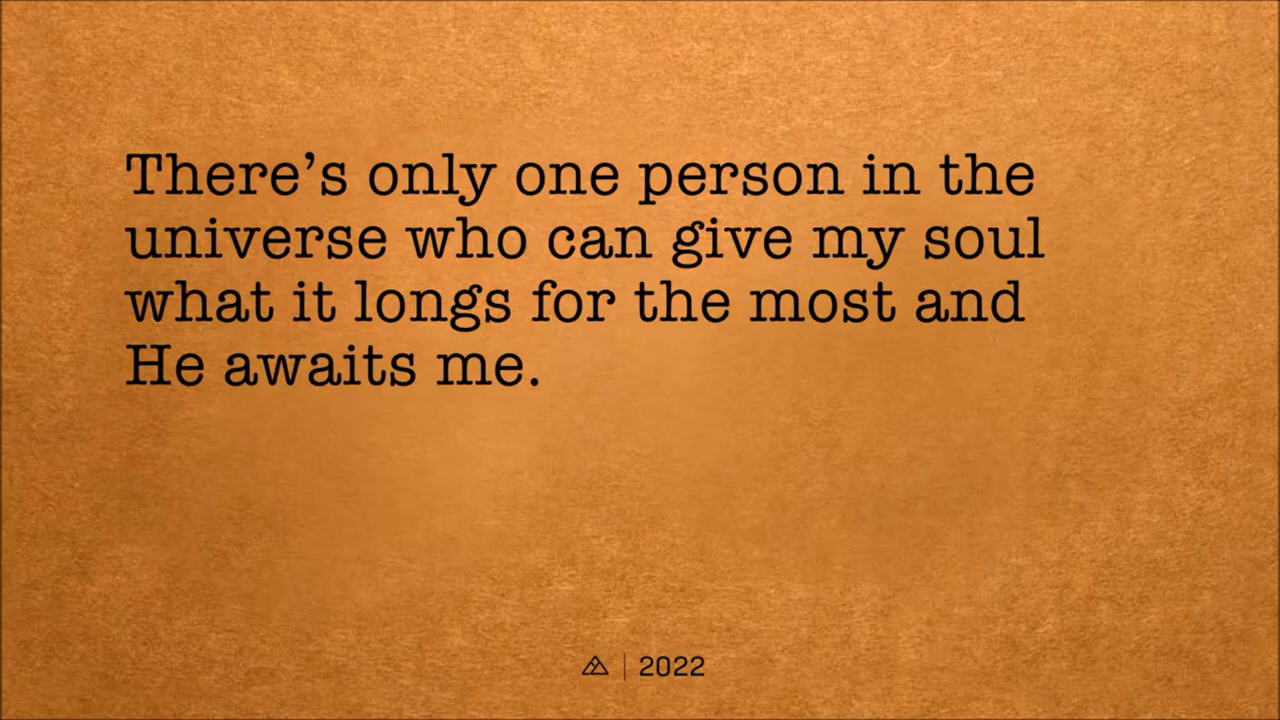 There’s only one person in the
universe who can give my soul
what it longs for the most and
He awaits me.
2022